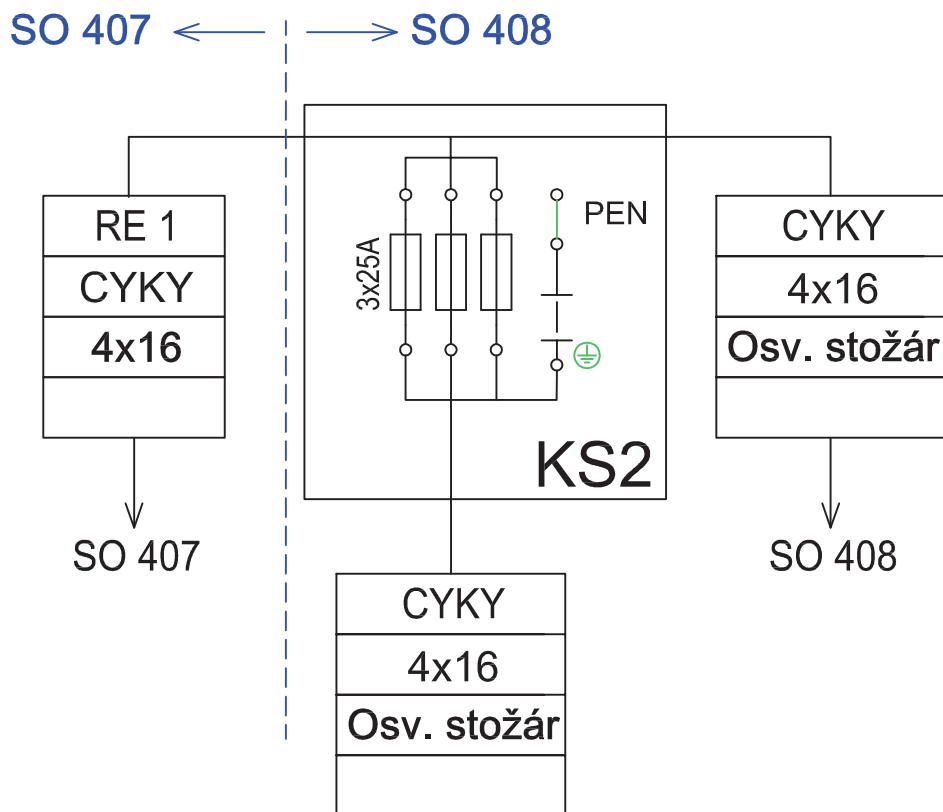 SO 407
SO 408
RE 1
CYKY
4x16
SO 407
3x25A
PEN
KS2
CYKY
4x16
Osv. stožár
SO 408
CYKY
4x16
Osv. stožár